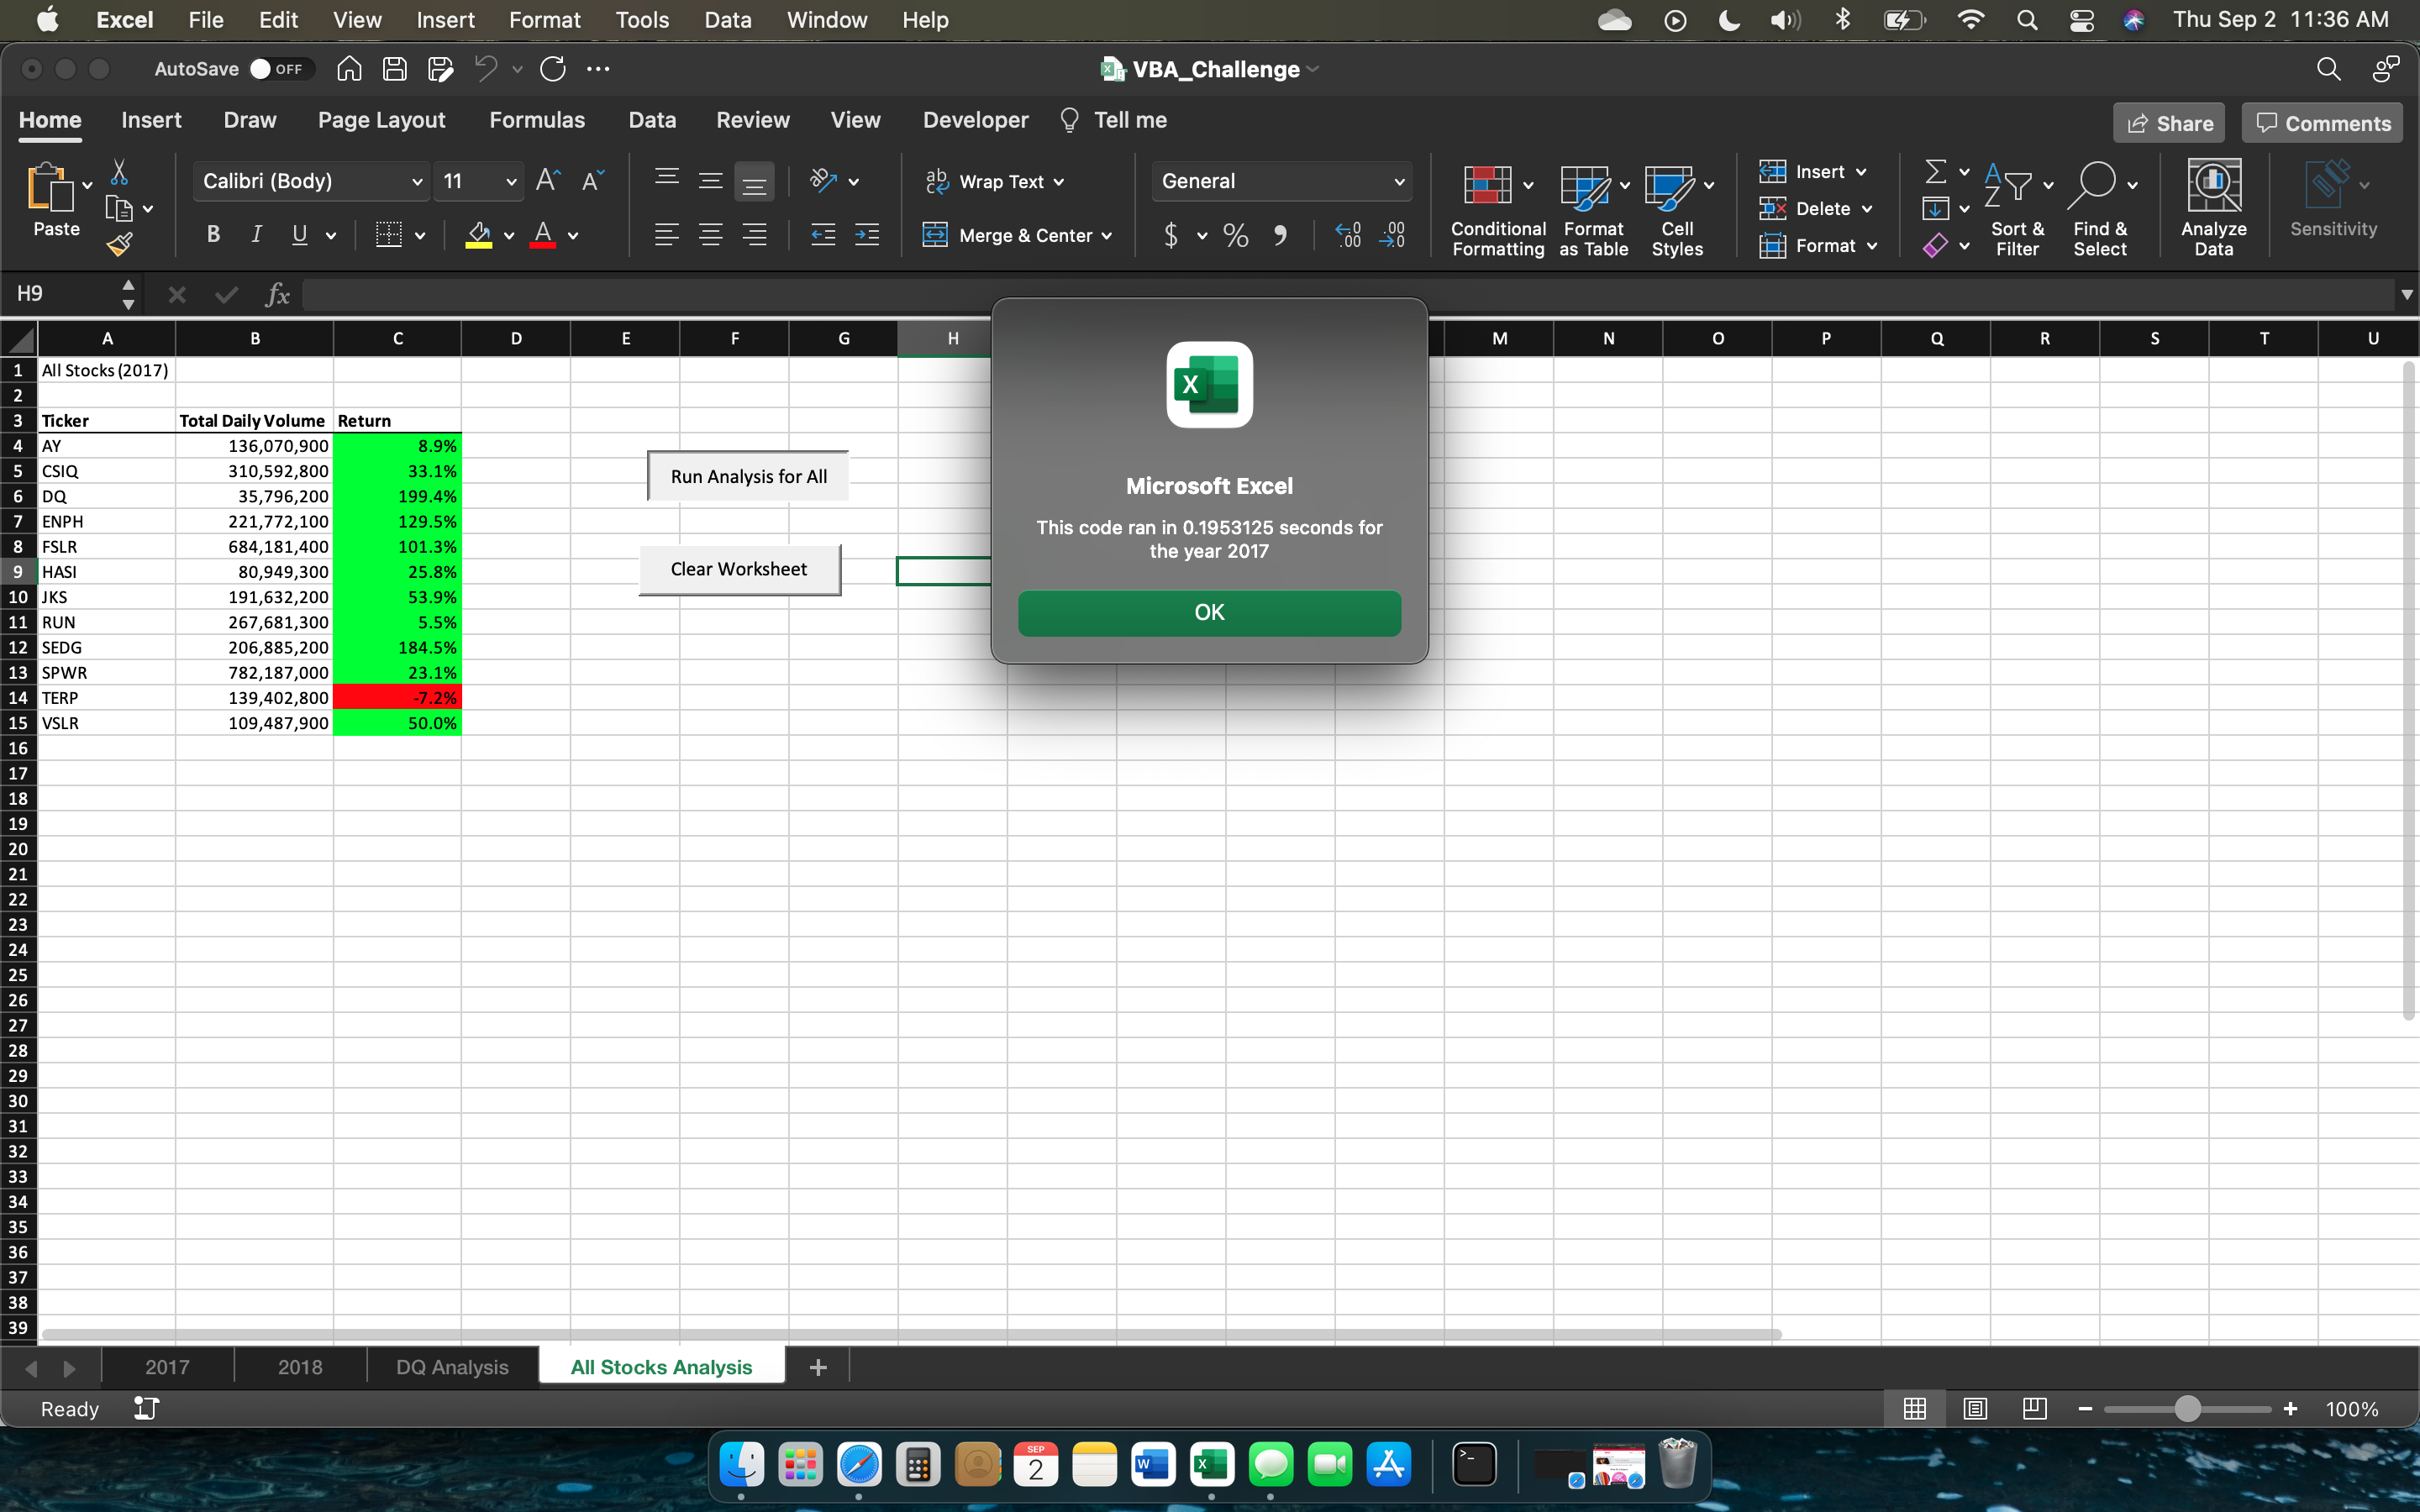 Excel File Edit View Insert Format Tools Data Window Help Thu Sep 2 11:36 AM
AutoSave OFF VBA_Challenge
Home Insert Draw Page Layout Formulas Data Review View Developer Tell me Share Comments
Paste Calibri (Body) 11 A A Wrap Text General Insert
Delete
B I U A Merge & Center $ % Format
Conditional Formatting Format as Table Cell Styles Sort & Filter Find & Select Analyze Data Sensitivity
H9 fx
A B C D E F G H M N O P Q R S T U
1 All Stocks (2017)
2
3 Ticker Total Daily Volume Return
4 AY 136,070,900 8.9%
5 CSIQ 310,592,800 33.1%
6 DQ 35,796,200 199.4%
7 ENPH 221,772,100 129.5%
8 FSLR 684,181,400 101.3%
9 HASI 80,949,300 25.8%
10 JKS 191,632,200 53.9%
11 RUN 267,681,300 5.5%
12 SEDG 206,885,200 184.5%
13 SPWR 782,187,000 23.1%
14 TERP 139,402,800 -7.2%
15 VSLR 109,487,900 50.0%
16
17
18
19
20
21
22
23
24
25
26
27
28
29
30
31
32
33
34
35
36
37
38
39
Run Analysis for All
Clear Worksheet
X
Microsoft Excel
This code ran in 0.1953125 seconds for
the year 2017
OK
2017 2018 DQ Analysis All Stocks Analysis +
Ready 100%
SEP
2